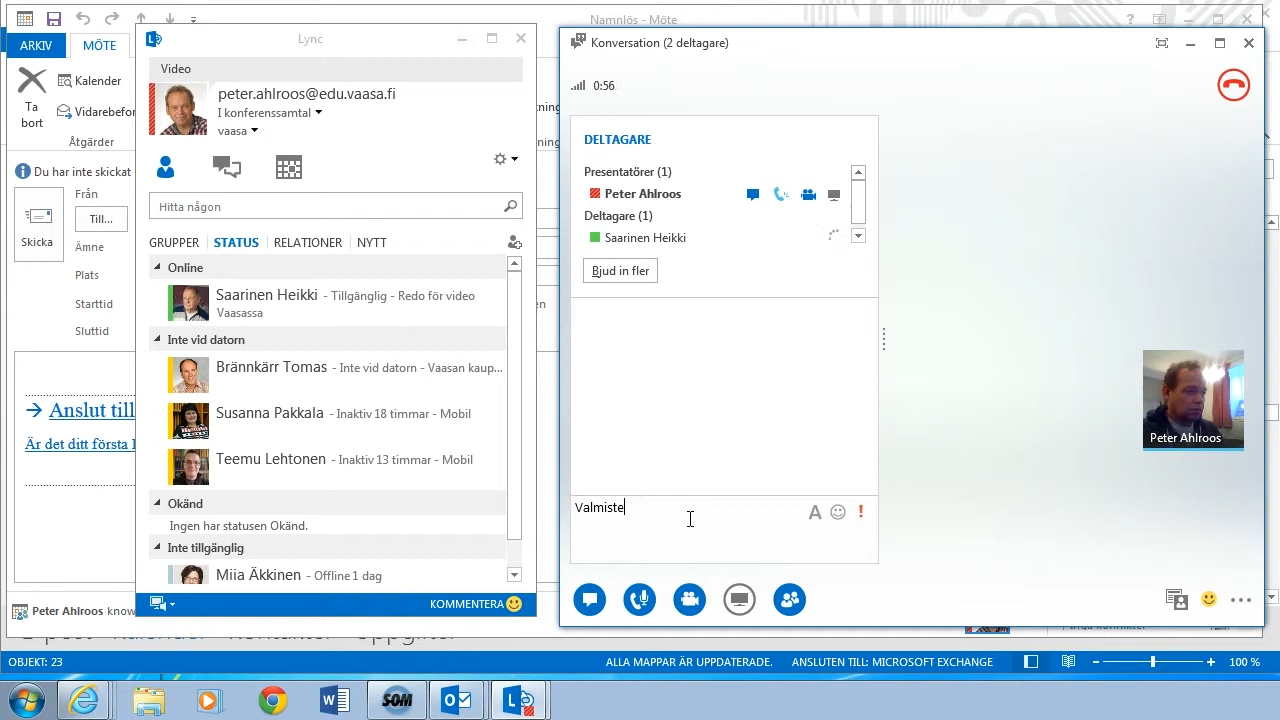 Namnlös - Möte
ARKIV
MÖTE
Ta
bort
Kalender
Vidarebefor
Åtgärder
Du har inte skickat
Skicka
Från
Till...
Ämne
Plats
Starttid
Sluttid
Anslut till
Är det ditt första
Peter Ahlroos
Lync
Video
peter.ahlroos@edu.vaasa.fi
I konferenssamtal
vaasa
Hitta någon
GRUPPER
STATUS
RELATIONER
NYTT
Online
Saarinen Heikki - Tillgänglig - Redo för video
Vaasassa
Inte vid datorn
Brännkärr Tomas - Inte vid datorn - Vaasan kaup...
Susanna Pakkala - Inaktiv 18 timmar - Mobil
Teemu Lehtonen - Inaktiv 13 timmar - Mobil
Okänd
Ingen har statusen Okänd.
Inte tillgänglig
Miia Äkkinen - Offline 1 dag
KOMMENTERA
Konversation (2 deltagare)
0:56
DELTAGARE
Presentatörer (1)
Peter Ahlroos
Deltagare (1)
Saarinen Heikki
Bjud in fler
Valmiste
Peter Ahlroos
OBJEKT: 23
ALLA MAPPAR ÄR UPPDATERADE.
ANSLUTEN TILL: MICROSOFT EXCHANGE
100 %
SOM